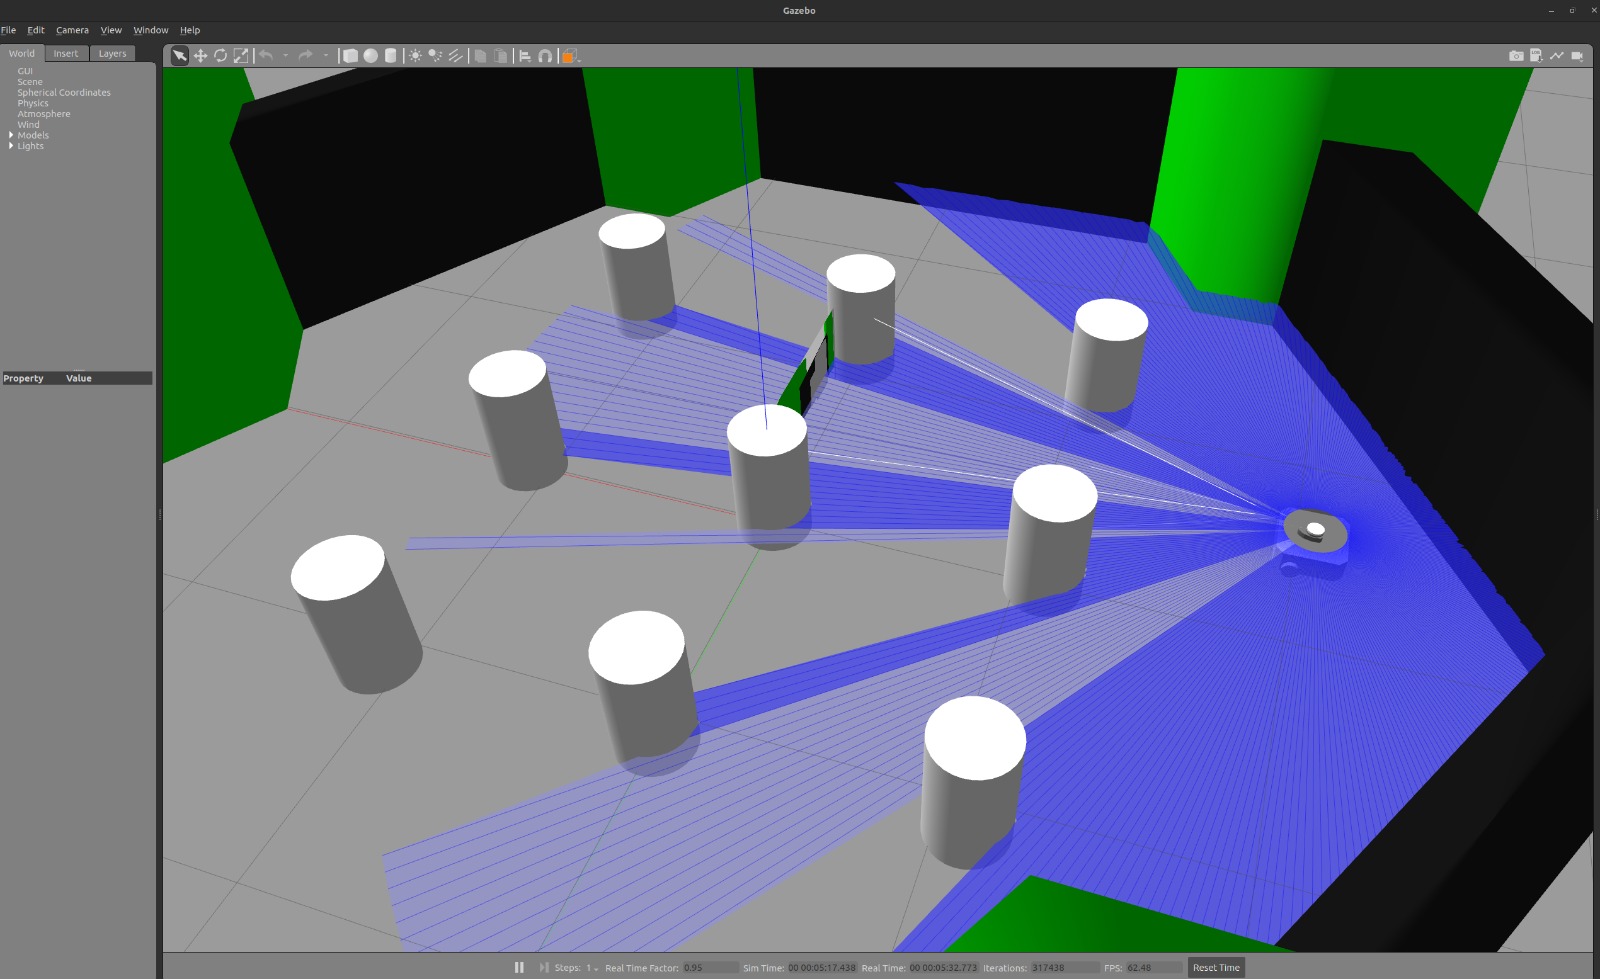 Gazebo
File Edit Camera View Window Help
World Insert Layers
GUI
Scene
Spherical Coordinates
Physics
Atmosphere
Wind
Models
Lights
Property Value
Steps: 1 Real Time Factor: 0.95 Sim Time: 00 00:05:17.438 Real Time: 00 00:05:32.773 Iterations: 317438 FPS: 62.48 Reset Time